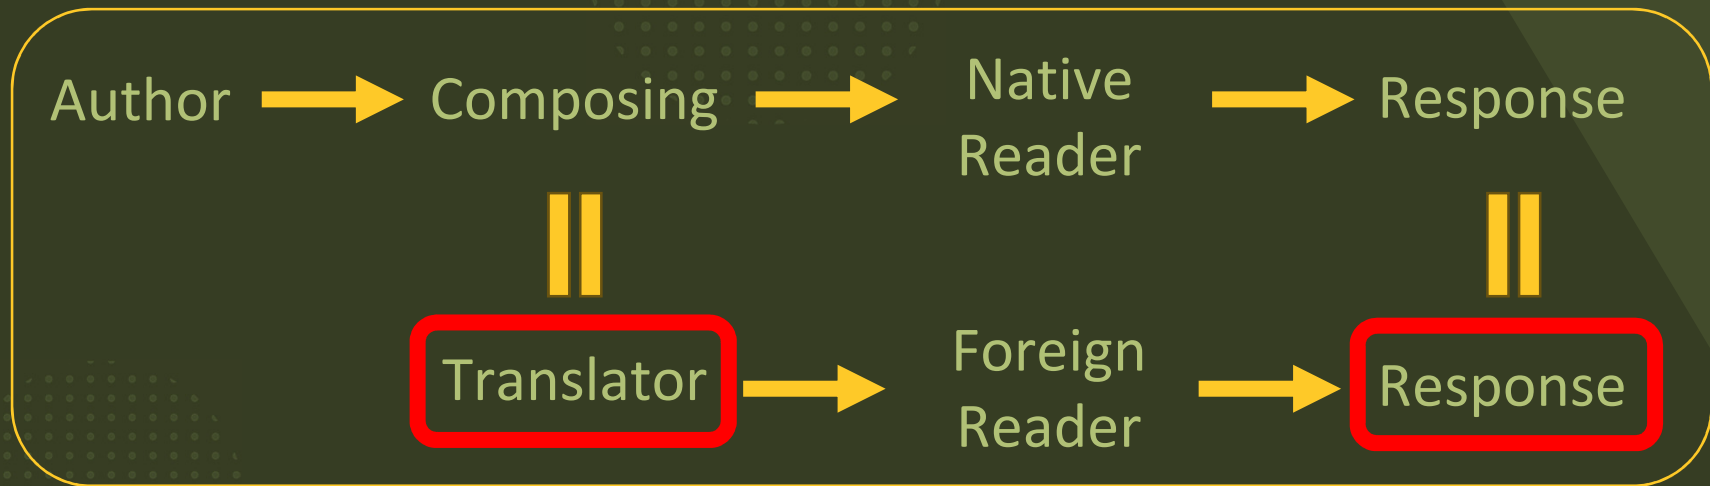 Author
Composing
Native
Reader
Response
Translator
Foreign
Reader
Response